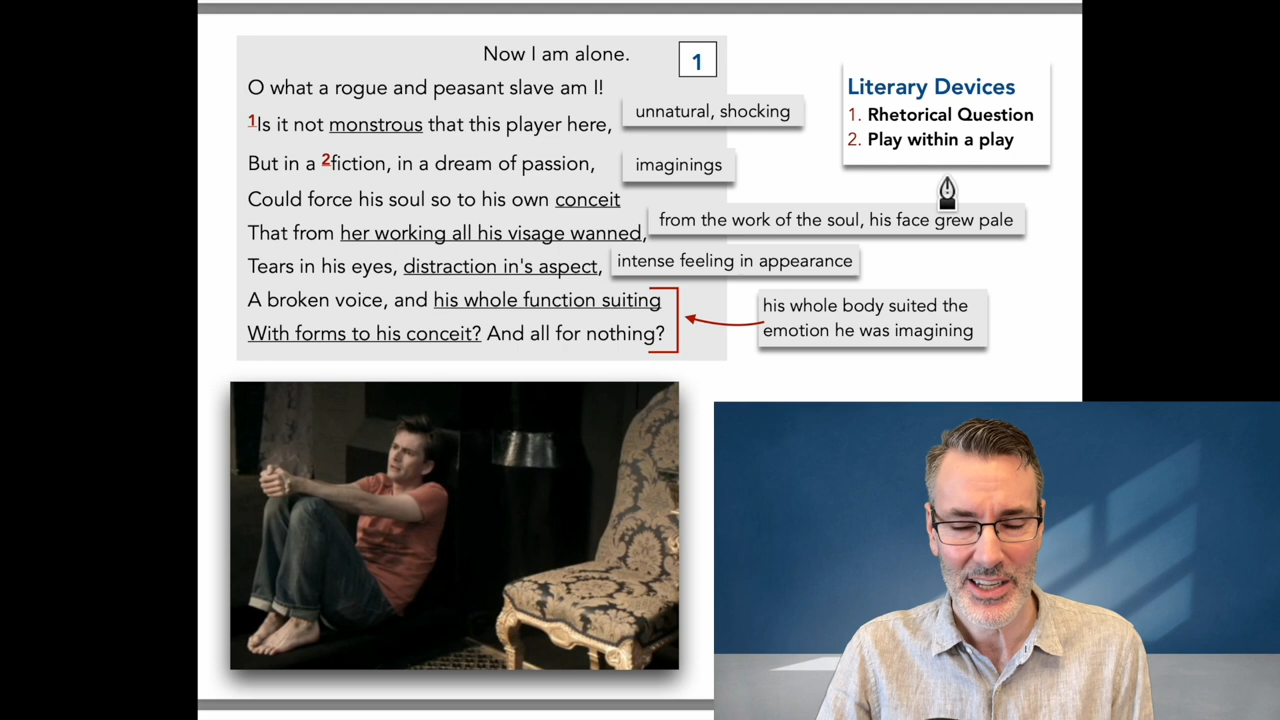 Now I am alone.
1
O what a rogue and peasant slave am I!
1Is it not monstrous that this player here,
unnatural, shocking
But in a 2fiction, in a dream of passion,
imaginings
Could force his soul so to his own conceit
That from her working all his visage wanned,
from the work of the soul, his face grew pale
Tears in his eyes, distraction in's aspect,
intense feeling in appearance
A broken voice, and his whole function suiting
With forms to his conceit? And all for nothing?
his whole body suited the
emotion he was imagining
Literary Devices
1. Rhetorical Question
2. Play within a play